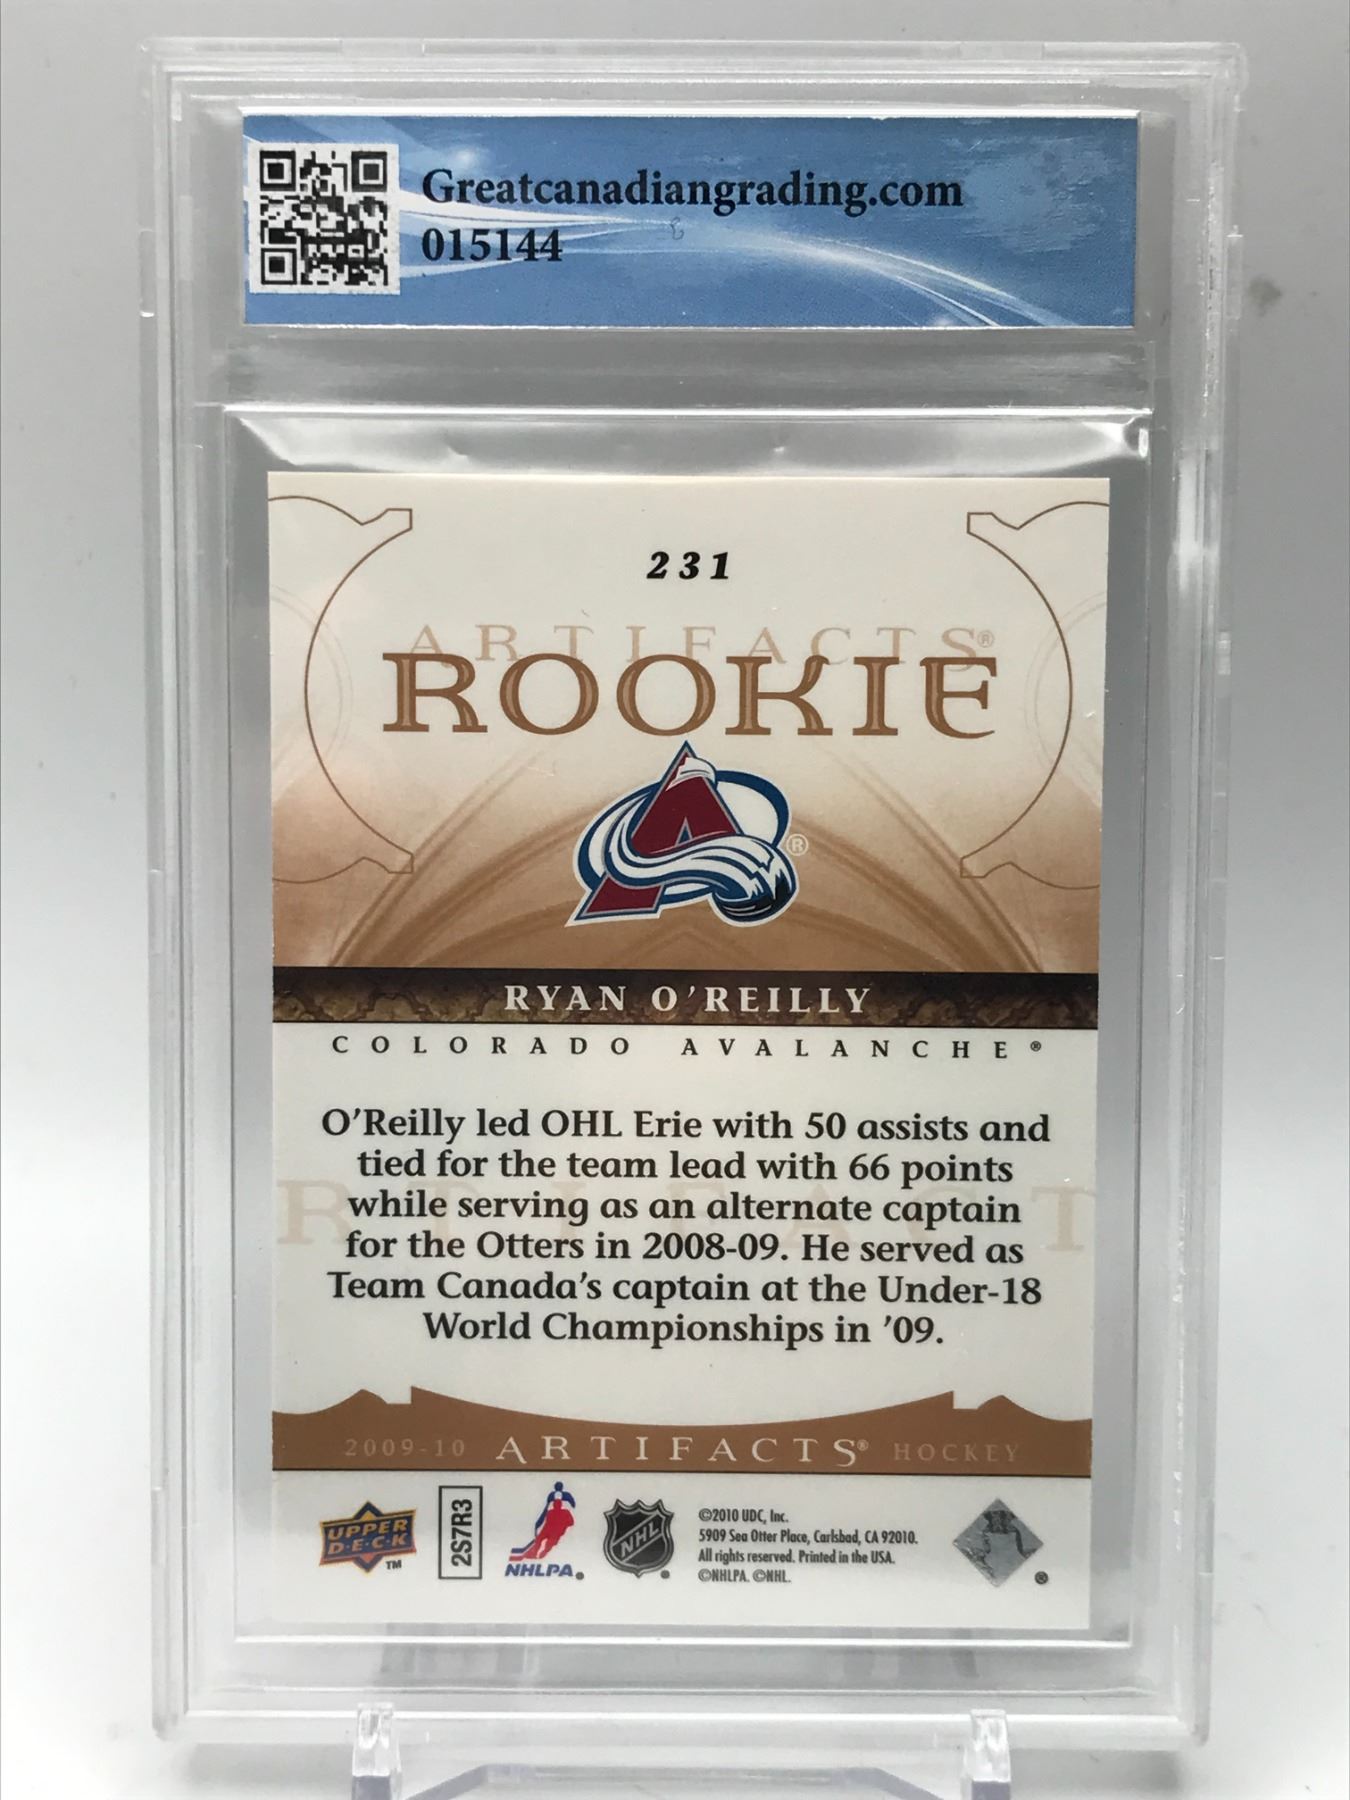 Greatcanadiangrading.com
015144
231
ARTIFACTS®
ROOKIE
®
RYAN O'REILLY
COLORADO AVALANCHE®
O'Reilly led OHL Erie with 50 assists and
tied for the team lead with 66 points
while serving as an alternate captain
for the Otters in 2008-09. He served as
Team Canada's captain at the Under-18
World Championships in '09.
2009-10 ARTIFACTS® HOCKEY
UPPER
D·E·C·K
TM
2S7R3
NHLPA®
NHL®
©2010 UDC, Inc.
5909 Sea Otter Place, Carlsbad, CA 92010.
All rights reserved. Printed in the USA.
©NHLPA. ©NHL.
®